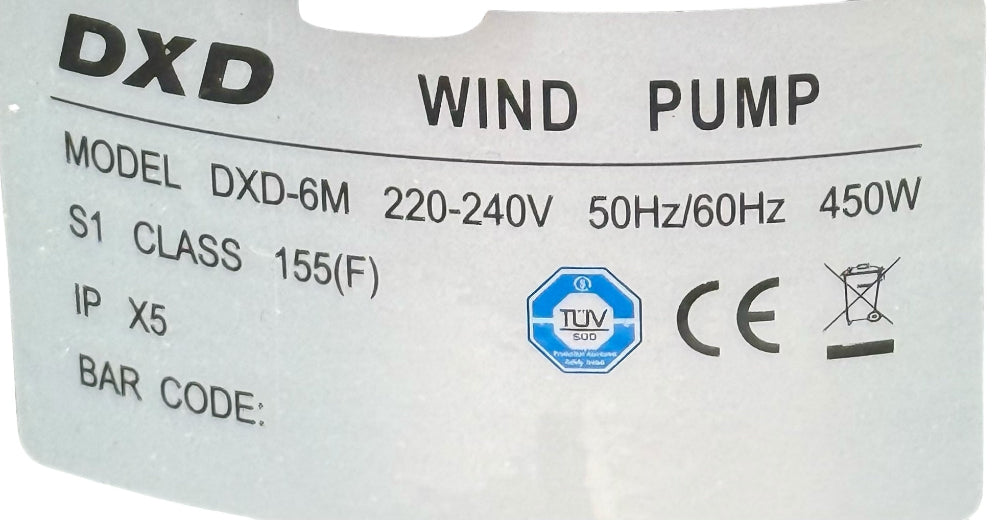 DXD WIND PUMP
MODEL DXD-6M 220-240V 50Hz/60Hz 450W
S1 CLASS 155(F)
IP X5
BAR CODE:
TÜV
SÜD
CE